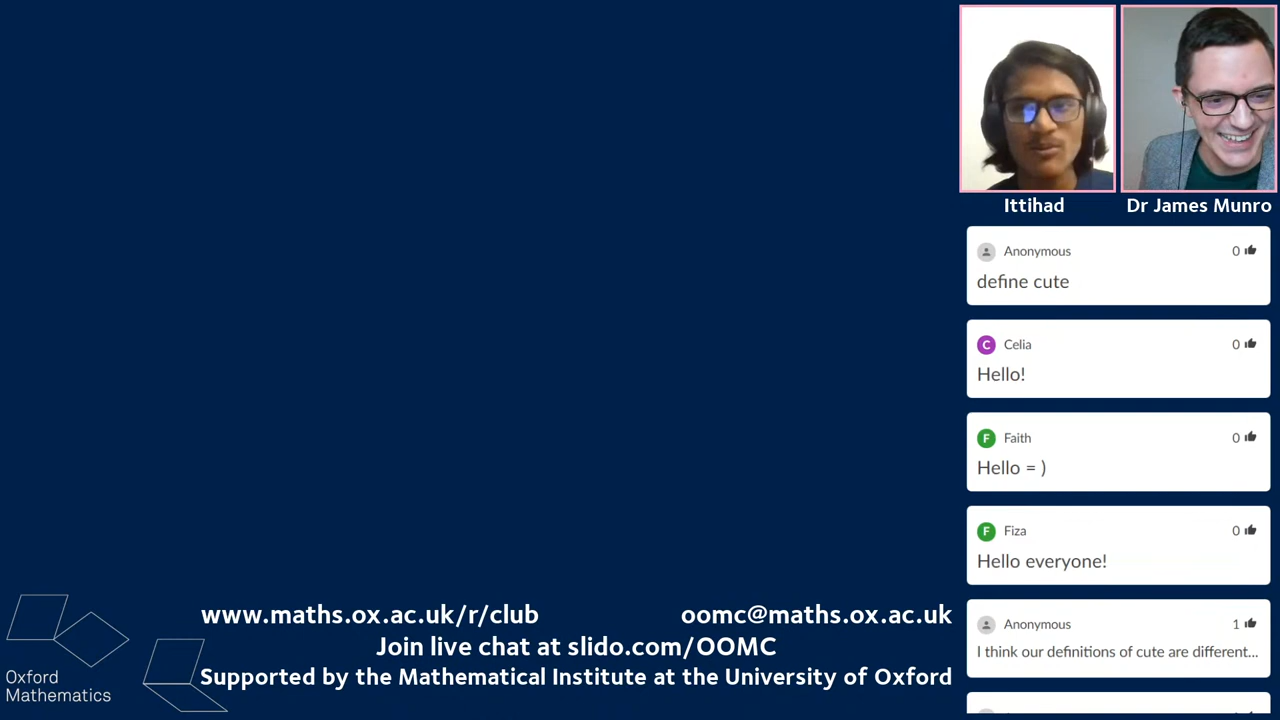 Ittihad
Dr James Munro
Anonymous
0
define cute
C
Celia
0
Hello!
F
Faith
0
Hello = )
F
Fiza
0
Hello everyone!
Anonymous
1
I think our definitions of cute are different...
www.maths.ox.ac.uk/r/club
oomc@maths.ox.ac.uk
Join live chat at slido.com/OOMC
Supported by the Mathematical Institute at the University of Oxford
Oxford
Mathematics